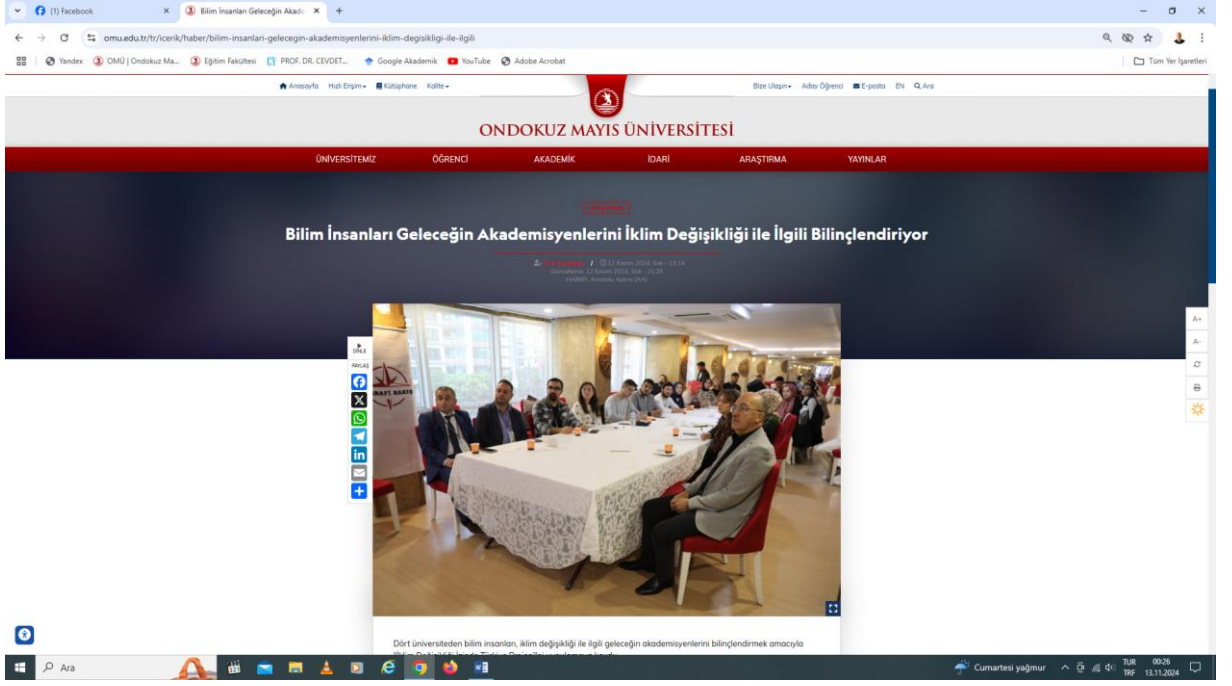 (1) Facebook
Bilim İnsanları Geleceğin Akade
omu.edu.tr/tr/icerik/haber/bilim-insanlari-gelecegin-akademisyenlerini-iklim-degisikligi-ile-ilgili
Yandex
OMÜ | Ondokuz Ma...
Eğitim Fakültesi
PROF. DR. CEVDET...
Google Akademik
YouTube
Adobe Acrobat
Tüm Yer İşaretleri
Anasayfa Hızlı Erişim Kütüphane Kalite
Bize Ulaşın Aday Öğrenci E-posta EN Ara
ONDOKUZ MAYIS ÜNİVERSİTESİ
ÜNİVERSİTEMİZ ÖĞRENCİ AKADEMİK İDARİ ARAŞTIRMA YAYINLAR
Bilim İnsanları Geleceğin Akademisyenlerini İklim Değişikliği ile İlgili Bilinçlendiriyor
DİNLE
PAYLAŞ
A+
A-
Dört üniversiteden bilim insanları, iklim değişikliği ile ilgili geleceğin akademisyenlerini bilinçlendirmek amacıyla
Ara
Cumartesi yağmur
TUR 00:26
TRF 13.11.2024